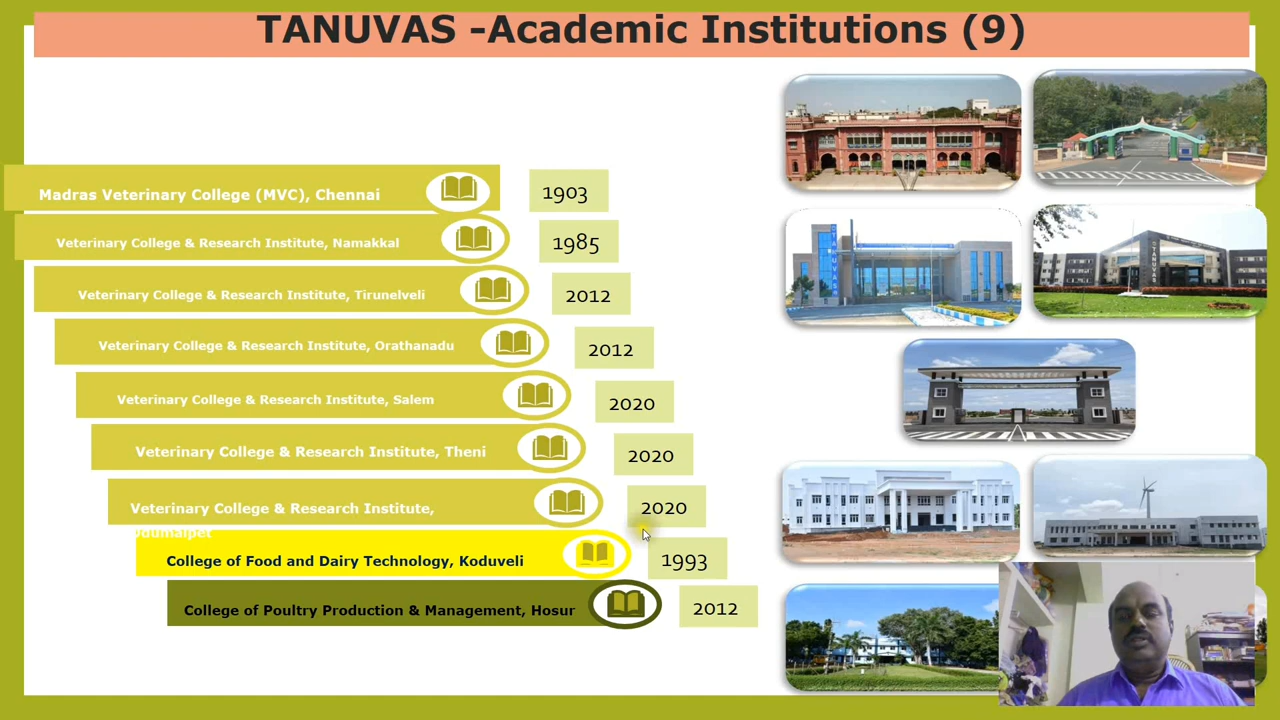 TANUVAS -Academic Institutions (9)
Madras Veterinary College (MVC), Chennai
1903
Veterinary College & Research Institute, Namakkal
1985
Veterinary College & Research Institute, Tirunelveli
2012
Veterinary College & Research Institute, Orathanadu
2012
Veterinary College & Research Institute, Salem
2020
Veterinary College & Research Institute, Theni
2020
Veterinary College & Research Institute,
Udumalpet
2020
College of Food and Dairy Technology, Koduveli
1993
College of Poultry Production & Management, Hosur
2012
TANUVAS
TANUVAS